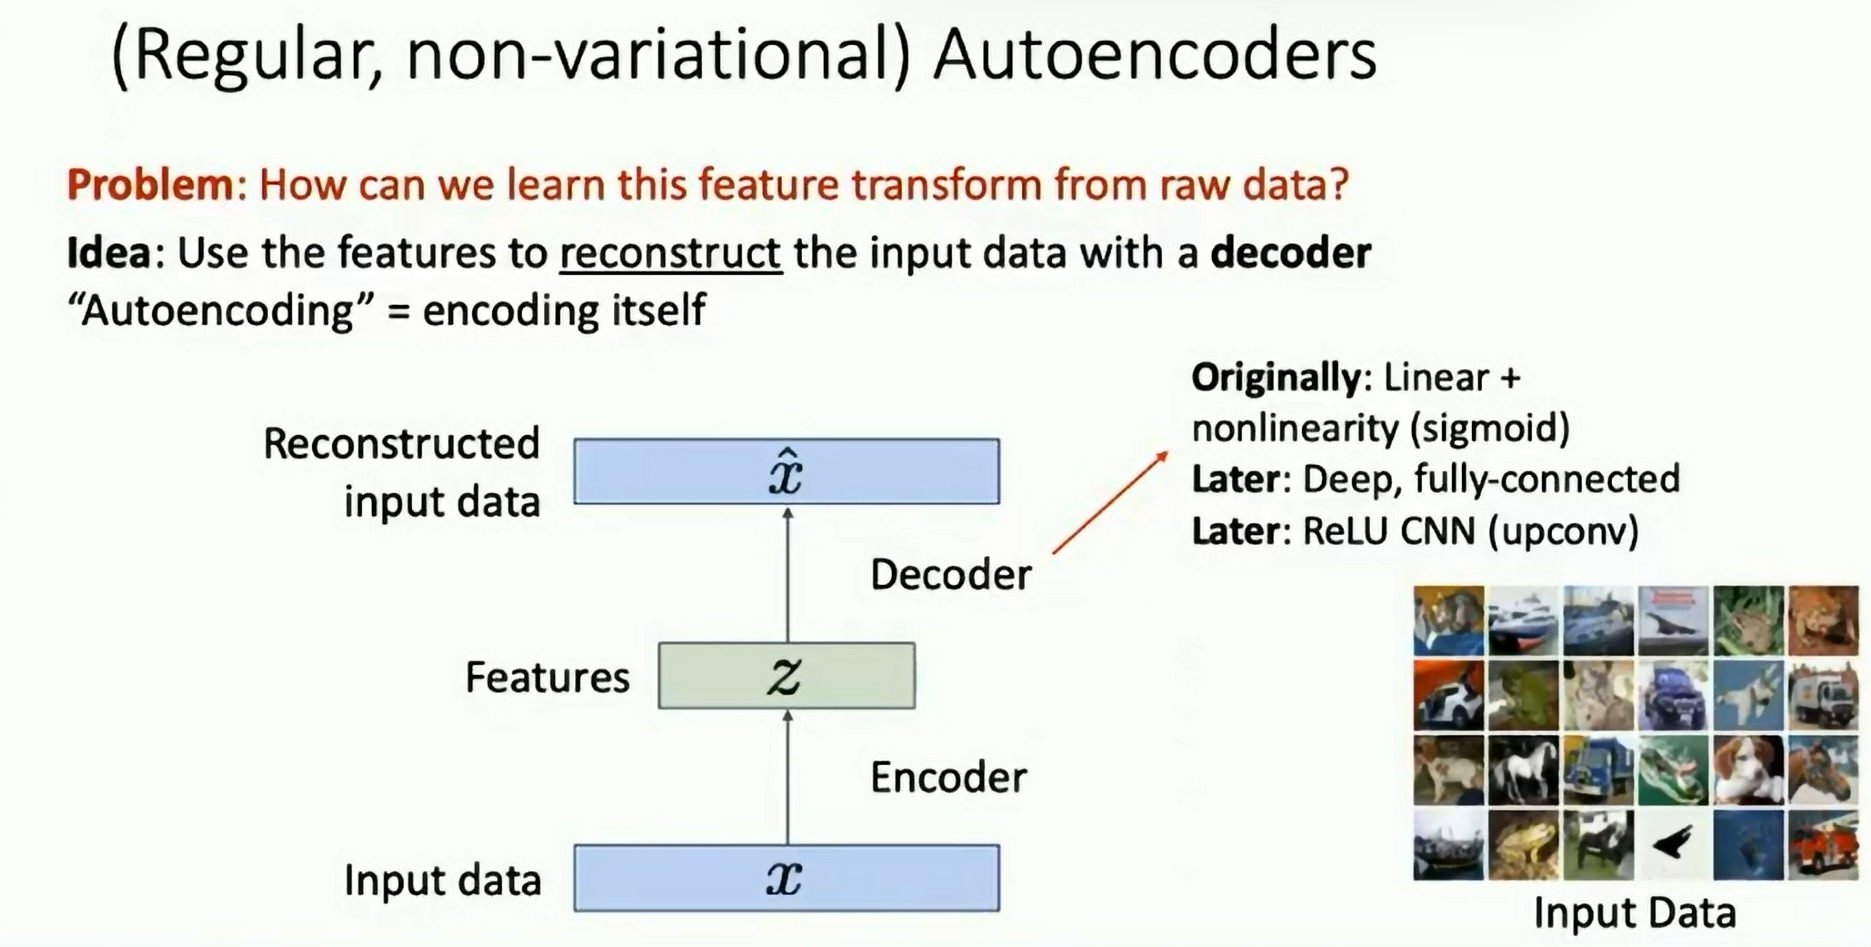 (Regular, non-variational) Autoencoders
Problem: How can we learn this feature transform from raw data?
Idea: Use the features to reconstruct the input data with a decoder
“Autoencoding” = encoding itself
Originally: Linear +
nonlinearity (sigmoid)
Later: Deep, fully-connected
Later: ReLU CNN (upconv)
Reconstructed
input data
x̂
Decoder
Features
z
Encoder
Input data
x
Input Data